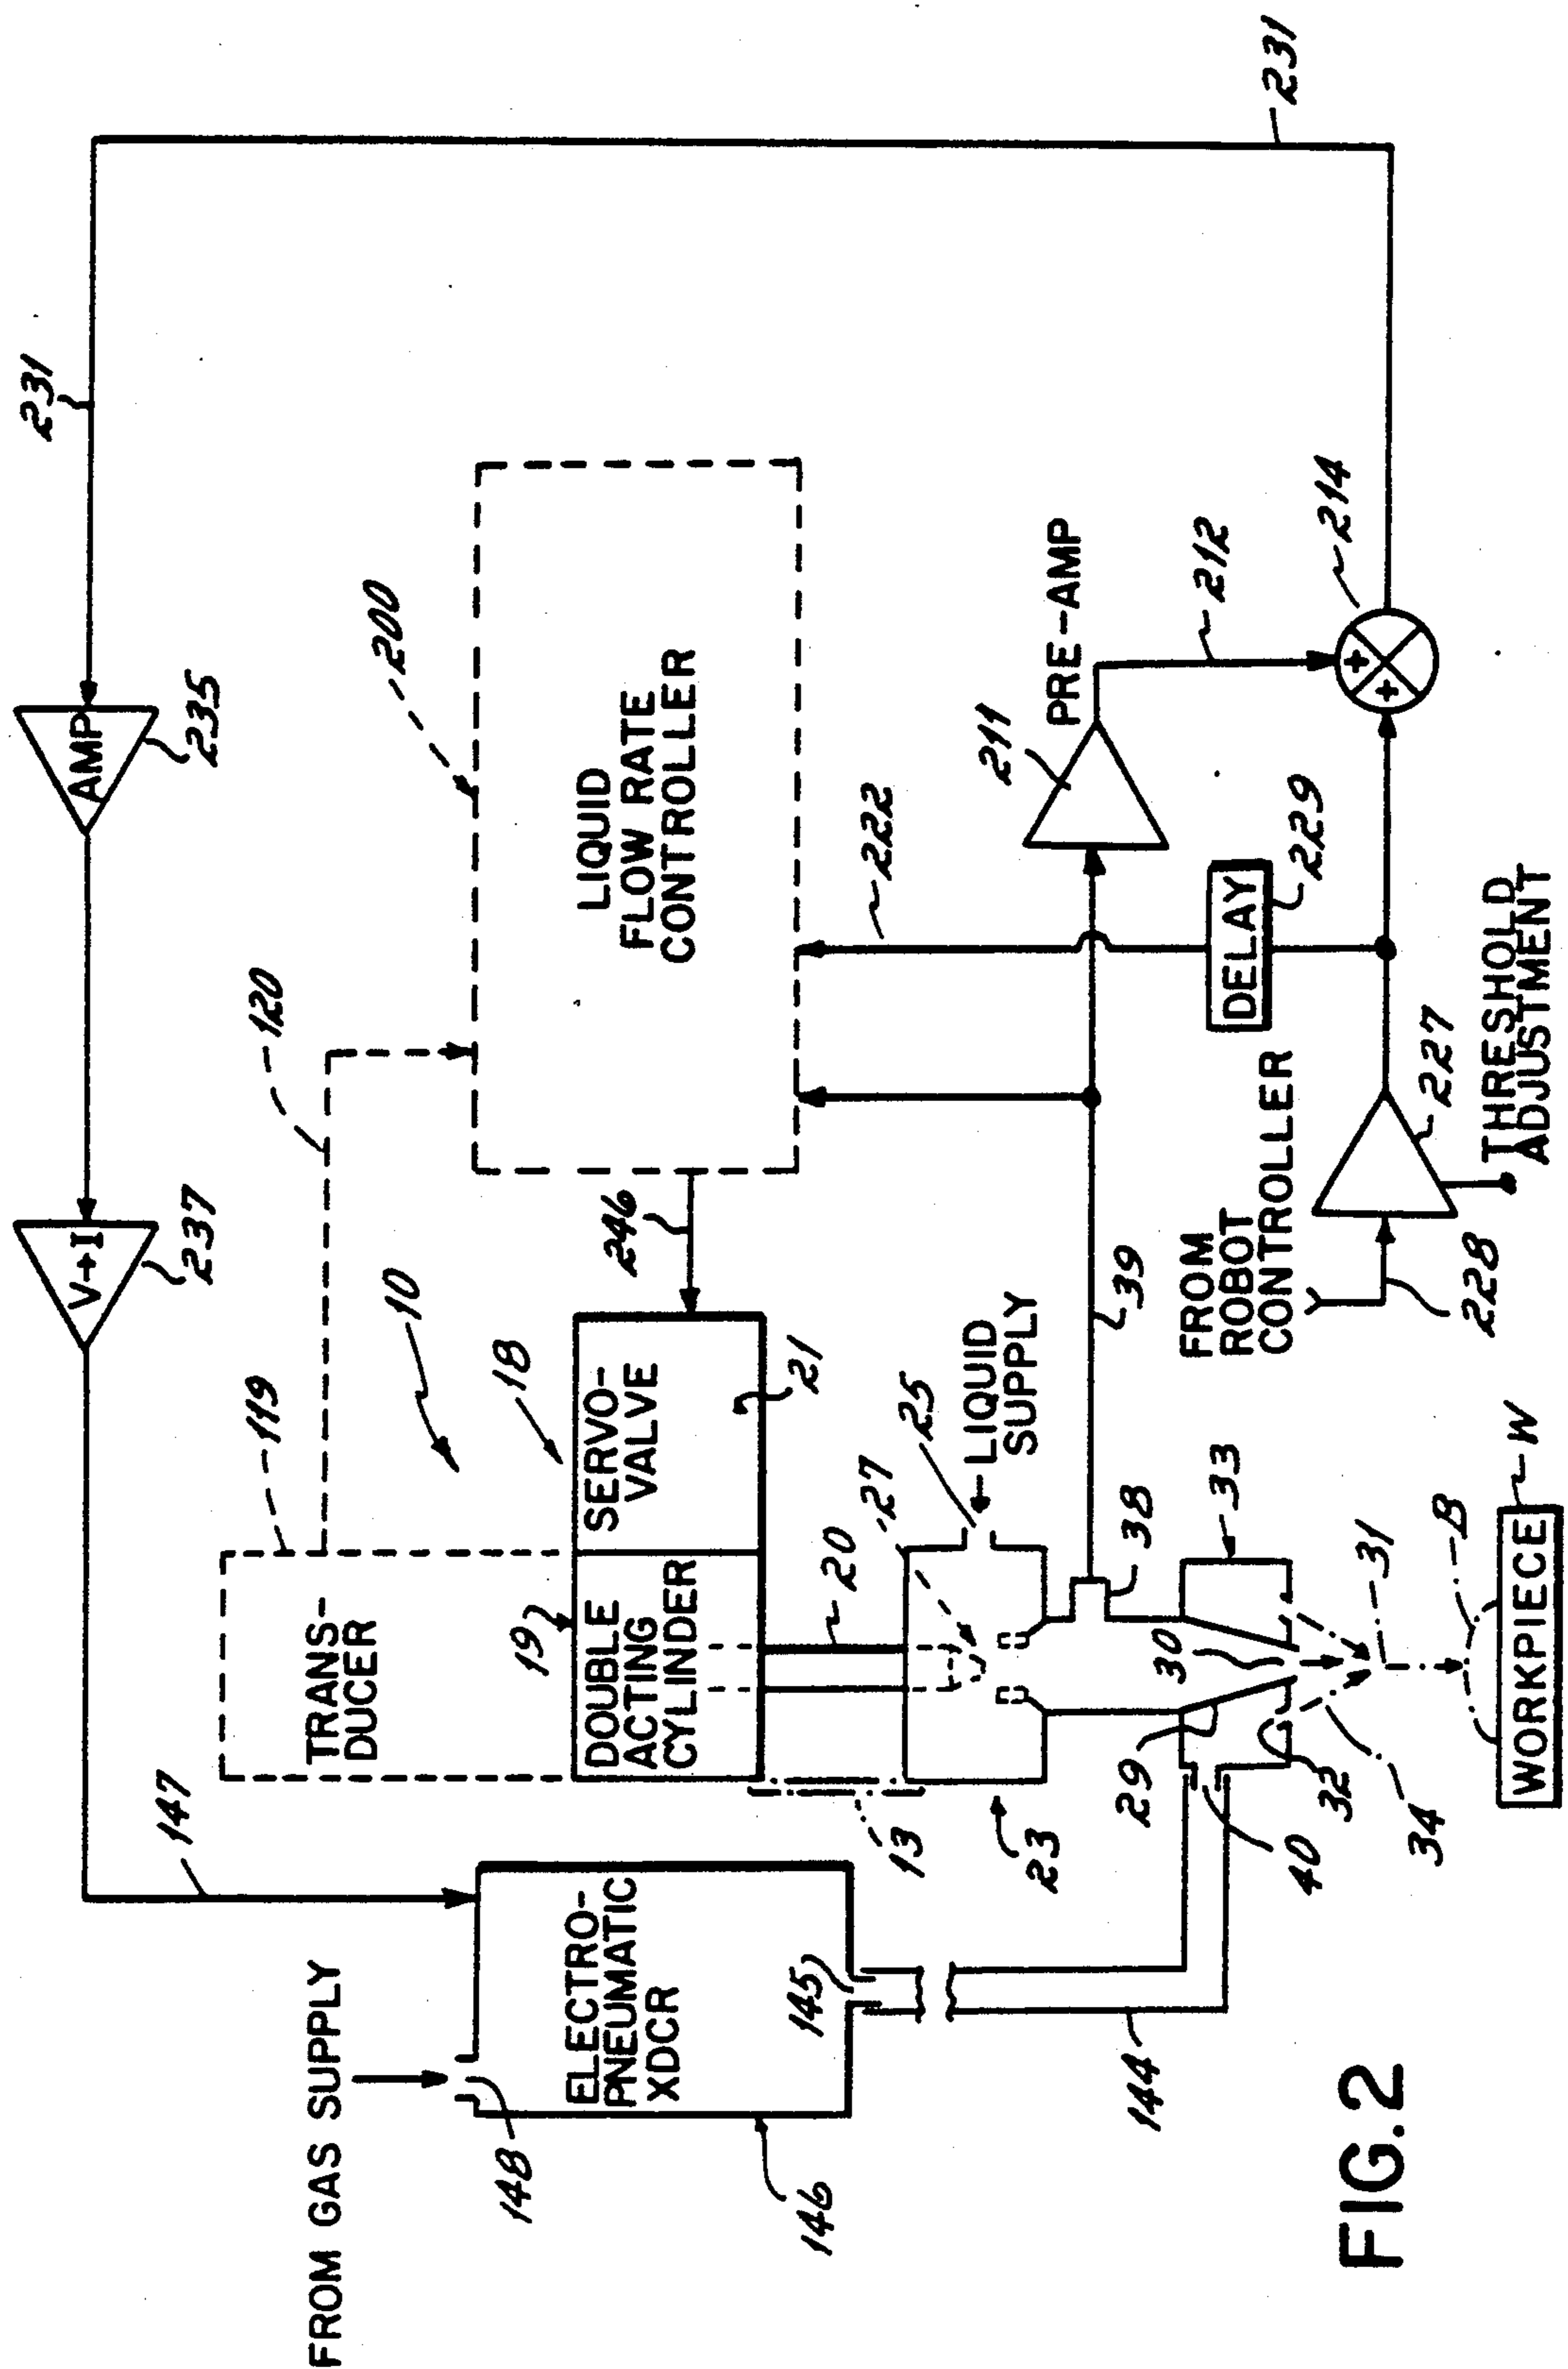 FROM GAS SUPPLY
148
146
ELECTRO-
PNEUMATIC
XDCR
145
144
147
V→I
237
AMP
235
231
231
TRANS-
DUCER
119
120
10
18
19
DOUBLE
ACTING
CYLINDER
SERVO-
VALVE
21
246
200
LIQUID
FLOW RATE
CONTROLLER
222
13
20
27
25
LIQUID
SUPPLY
23
38
39
29
30
33
40
32
34
31
B
W
WORKPIECE
PRE-AMP
211
212
214
DELAY
229
FROM
ROBOT
CONTROLLER
228
227
THRESHOLD
ADJUSTMENT
+
+
FIG.2